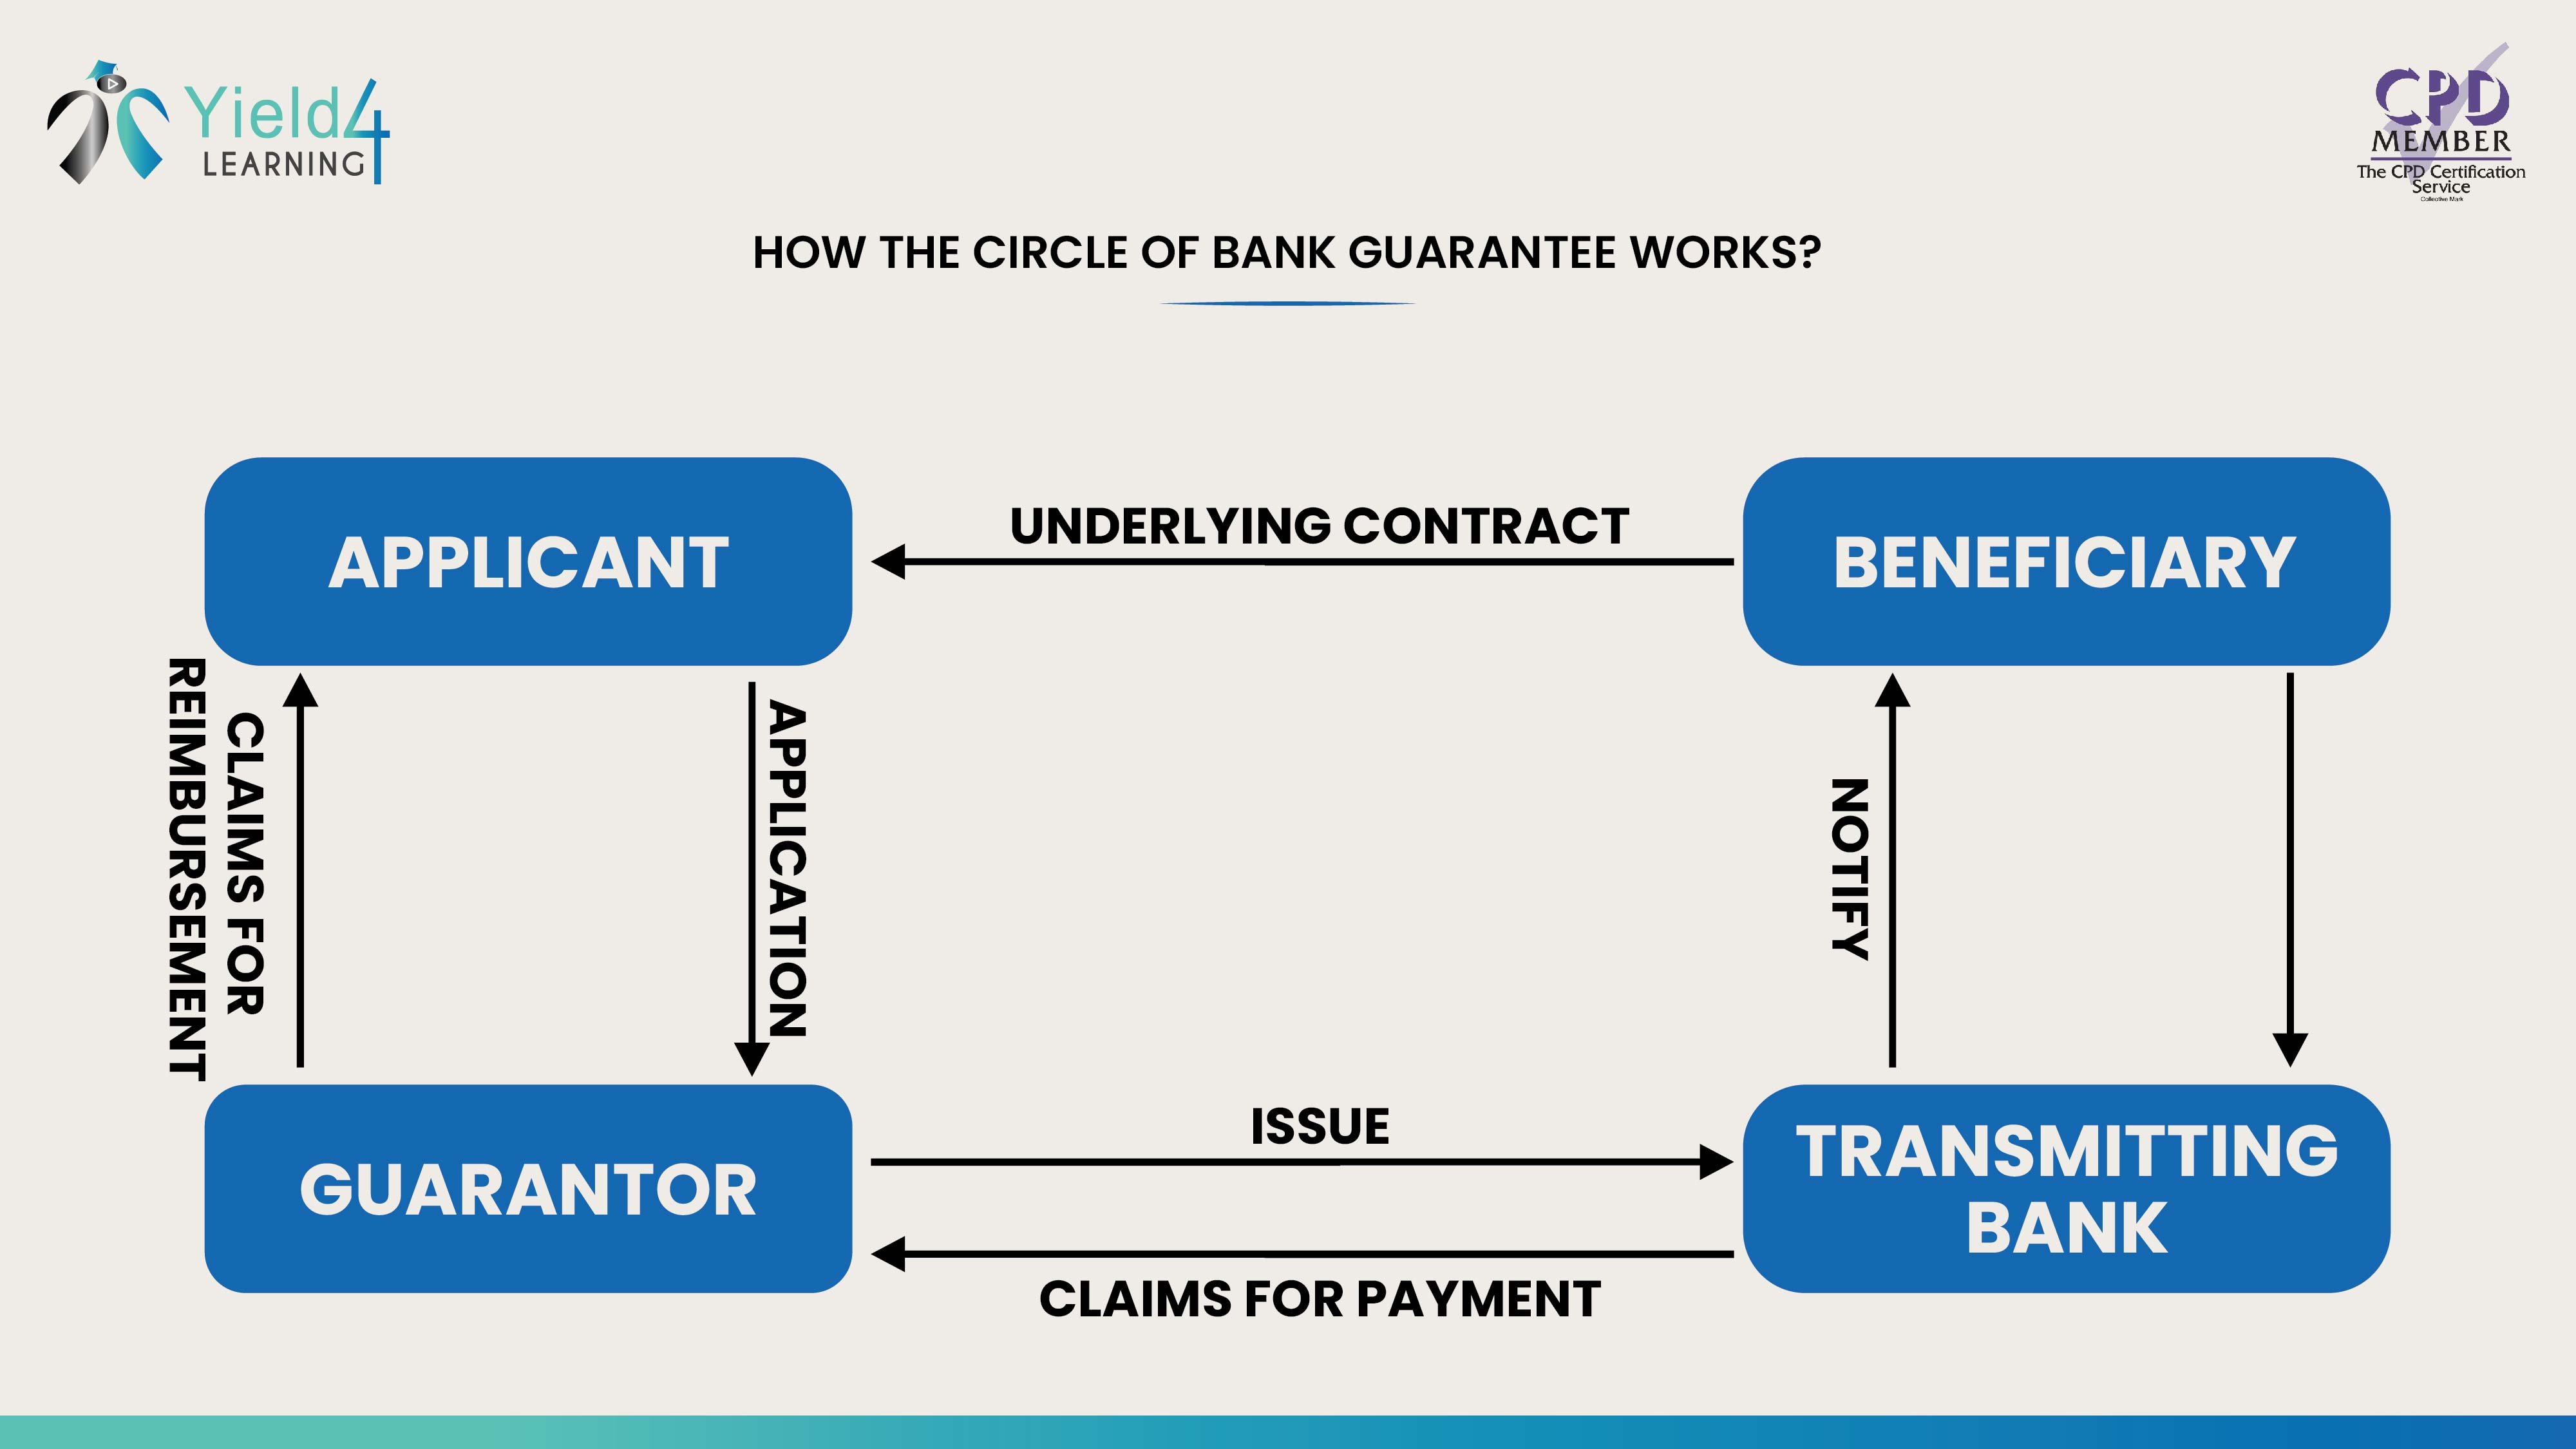 Yield4
LEARNING
CPD
MEMBER
The CPD Certification
Service
Collective Mark
HOW THE CIRCLE OF BANK GUARANTEE WORKS?
APPLICANT
UNDERLYING CONTRACT
BENEFICIARY
CLAIMS FOR
REIMBURSEMENT
APPLICATION
NOTIFY
GUARANTOR
ISSUE
CLAIMS FOR PAYMENT
TRANSMITTING
BANK